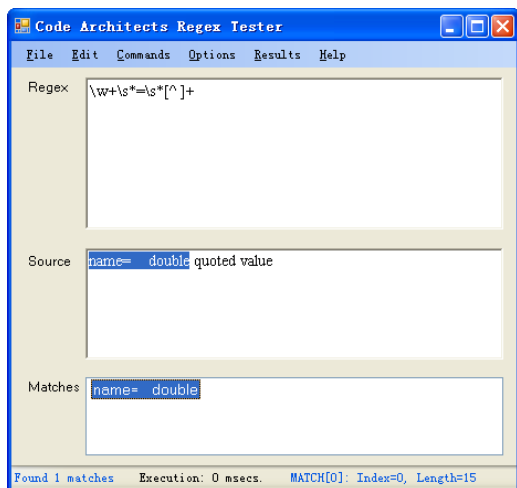 Code Architects Regex Tester
File Edit Commands Options Results Help
Regex
\w+\s*=\s*[^ ]+
Source
name=    double quoted value
Matches
name=    double
Found 1 matches Execution: 0 msecs. MATCH[0]: Index=0, Length=15